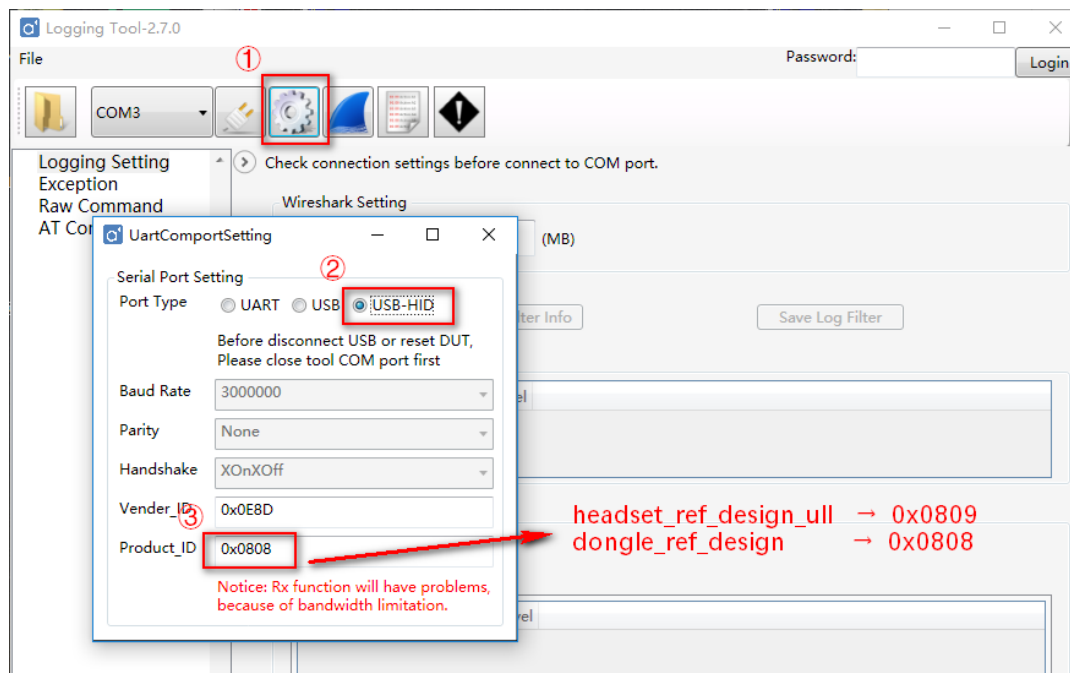 Logging Tool-2.7.0
File
①
Password:
Login
COM3
Logging Setting
Exception
Raw Command
AT Cor
Check connection settings before connect to COM port.
Wireshark Setting
(MB)
UartComportSetting
Serial Port Setting
②
Port Type
UART
USB
USB-HID
Before disconnect USB or reset DUT,
Please close tool COM port first
lter Info
Save Log Filter
Baud Rate
3000000
Parity
None
Handshake
XOnXOff
Vender_ID
0x0E8D
③
Product_ID
0x0808
Notice: Rx function will have problems,
because of bandwidth limitation.
el
headset_ref_design_ull → 0x0809
dongle_ref_design → 0x0808
vel